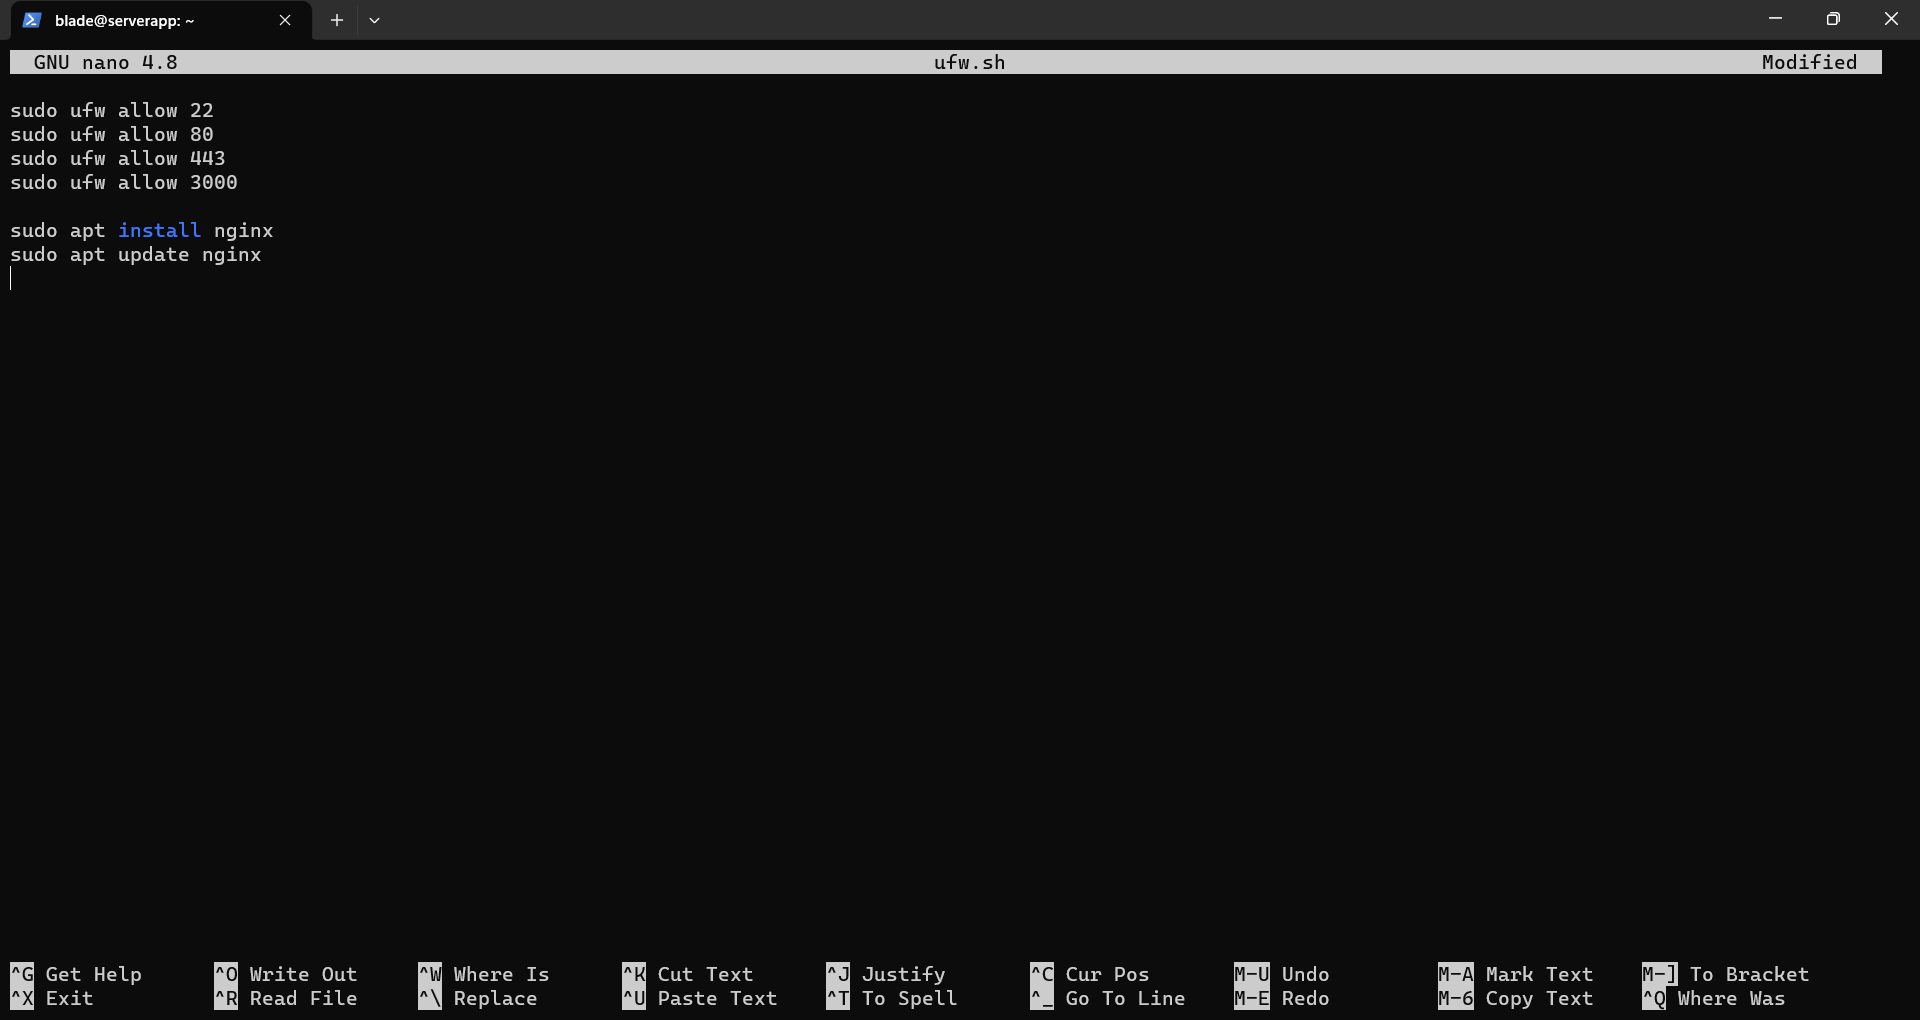 blade@serverapp: ~
GNU nano 4.8 ufw.sh Modified
sudo ufw allow 22
sudo ufw allow 80
sudo ufw allow 443
sudo ufw allow 3000
sudo apt install nginx
sudo apt update nginx
^G Get Help ^O Write Out ^W Where Is ^K Cut Text ^J Justify ^C Cur Pos M-U Undo M-A Mark Text M-] To Bracket
^X Exit ^R Read File ^\ Replace ^U Paste Text ^T To Spell ^_ Go To Line M-E Redo M-6 Copy Text ^Q Where Was